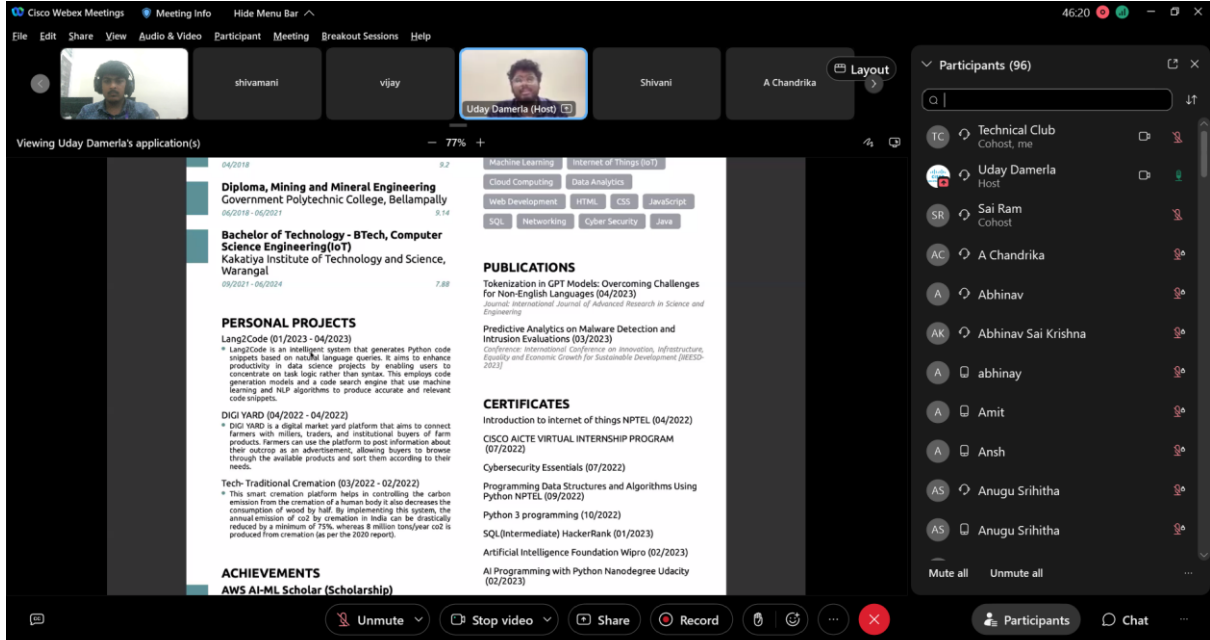 Cisco Webex Meetings
Meeting Info
Hide Menu Bar
46:20
File Edit Share View Audio & Video Participant Meeting Breakout Sessions Help
shivamani
vijay
Uday Damerla (Host)
Shivani
A Chandrika
Layout
Viewing Uday Damerla's application(s)
77%
04/2018 9.2
Diploma, Mining and Mineral Engineering
Government Polytechnic College, Bellampally
06/2018 - 06/2021 9.14
Bachelor of Technology - BTech, Computer
Science Engineering(IoT)
Kakatiya Institute of Technology and Science,
Warangal
09/2021 - 06/2024 7.88
PERSONAL PROJECTS
Lang2Code (01/2023 - 04/2023)
Lang2Code is an intelligent system that generates Python code
snippets based on natural language queries. It aims to enhance
productivity in data science projects by enabling users to
concentrate on task logic rather than syntax. This employs code
generation models and a code search engine that use machine
learning and NLP algorithms to produce accurate and relevant
code snippets.
DIGI YARD (04/2022 - 04/2022)
DIGI YARD is a digital market yard platform that aims to connect
farmers with millers, traders, and institutional buyers of farm
products. Farmers can use the platform to post information about
their outcrop as an advertisement, allowing buyers to browse
through the available products and sort them according to their
needs.
Tech- Traditional Cremation (03/2022 - 02/2022)
This smart cremation platform helps in controlling the carbon
emission from the cremation of a human body it also decreases the
consumption of wood by half. By implementing this system, the
annual emission of co2 by cremation in India can be drastically
reduced by a minimum of 75%, whereas 8 million tons/year co2 is
produced from cremation (as per the 2020 report).
ACHIEVEMENTS
AWS AI-ML Scholar (Scholarship)
Machine Learning Internet of Things (IoT)
Cloud Computing Data Analytics
Web Development HTML CSS JavaScript
SQL Networking Cyber Security Java
PUBLICATIONS
Tokenization in GPT Models: Overcoming Challenges
for Non-English Languages (04/2023)
Journal: International Journal of Advanced Research in Science and
Engineering
Predictive Analytics on Malware Detection and
Intrusion Evaluations (03/2023)
Conference: International Conference on Innovation, Infrastructure,
Equality and Economic Growth for Sustainable Development [IIEESD-
2023]
CERTIFICATES
Introduction to internet of things NPTEL (04/2022)
CISCO AICTE VIRTUAL INTERNSHIP PROGRAM
(07/2022)
Cybersecurity Essentials (07/2022)
Programming Data Structures and Algorithms Using
Python NPTEL (09/2022)
Python 3 programming (10/2022)
SQL(Intermediate) HackerRank (01/2023)
Artificial Intelligence Foundation Wipro (02/2023)
AI Programming with Python Nanodegree Udacity
(02/2023)
Participants (96)
TC Technical Club
Cohost, me
Uday Damerla
Host
SR Sai Ram
Cohost
AC A Chandrika
A Abhinav
AK Abhinav Sai Krishna
A abhinay
A Amit
A Ansh
AS Anugu Srihitha
AS Anugu Srihitha
Mute all Unmute all
Unmute
Stop video
Share
Record
Participants
Chat